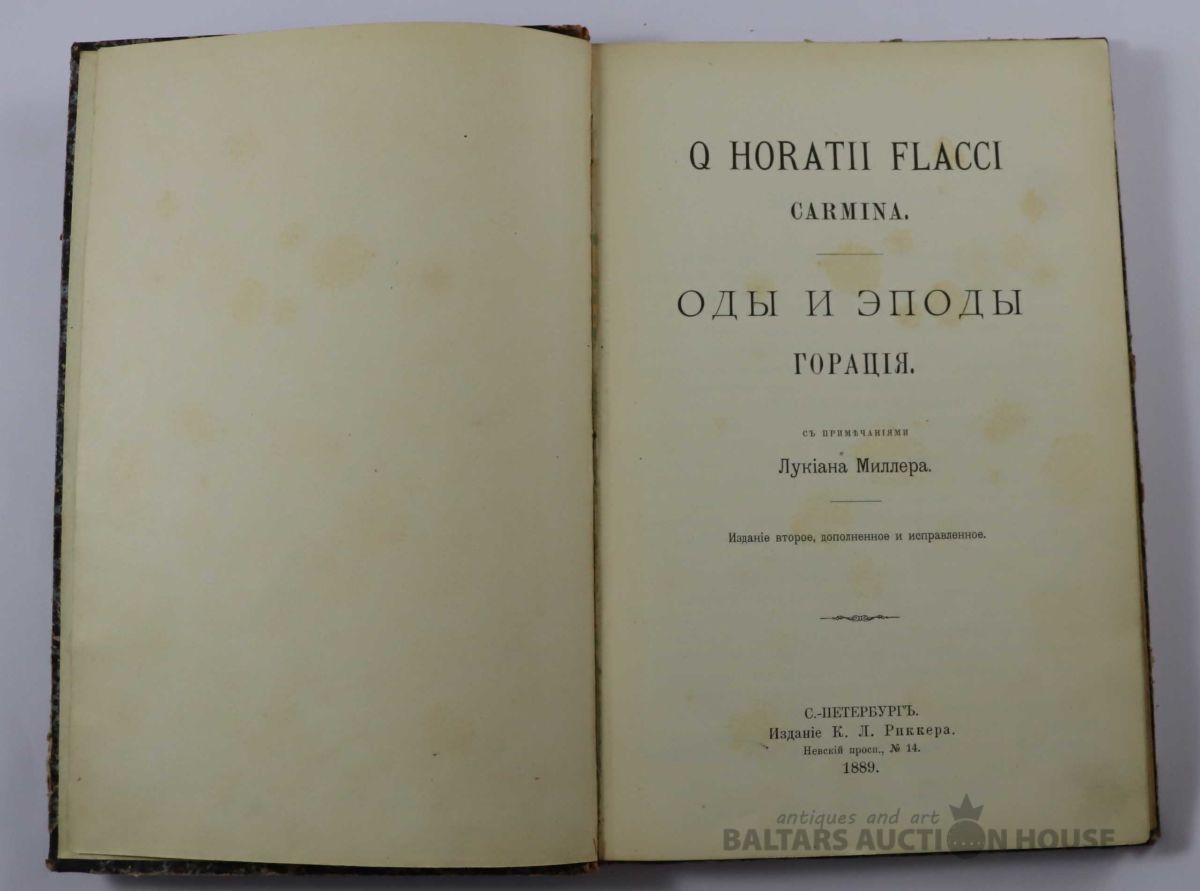 Q HORATII FLACCI
CARMINA.
ОДЫ И ЭПОДЫ
ГОРАЦІЯ.
СЪ ПРИМѢЧАНІЯМИ
Лукіана Миллера.
Изданіе второе, дополненное и исправленное.
С.-ПЕТЕРБУРГЪ.
Изданіе К. Л. Риккера.
Невскій просп., № 14.
1889.
antiques and art
BALTARS AUCTION HOUSE